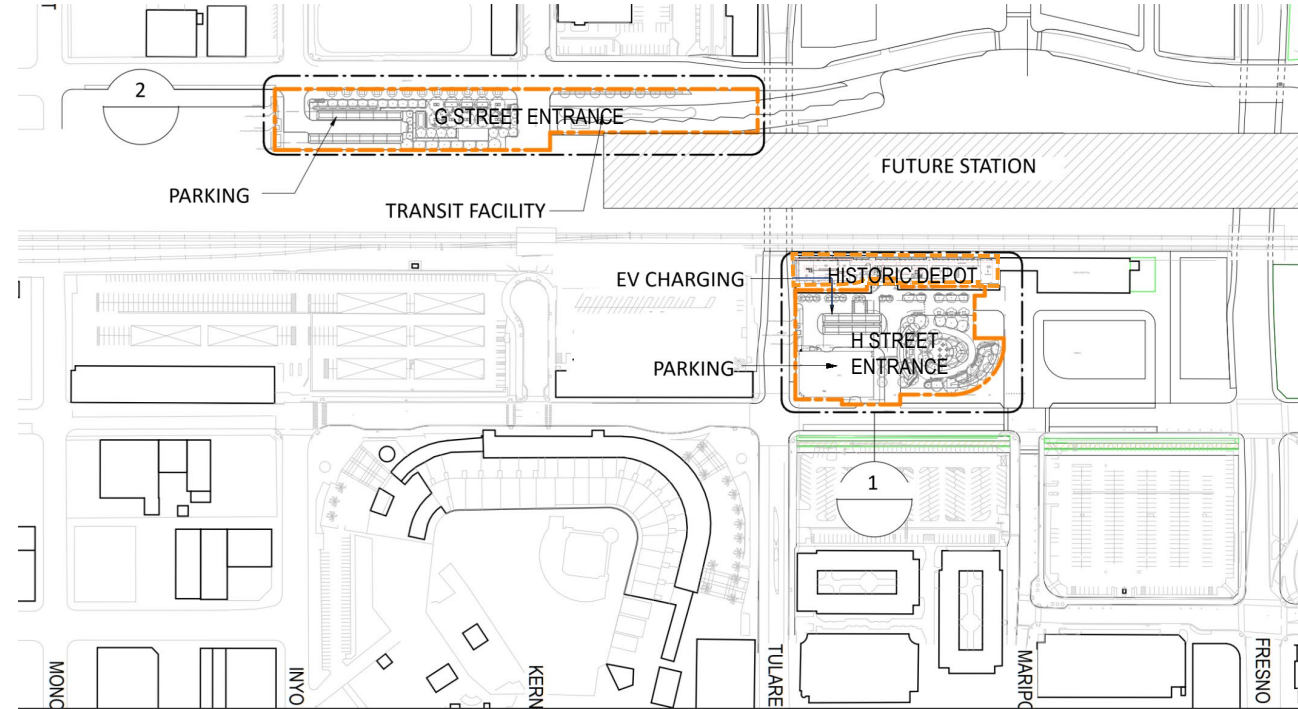 2
G STREET ENTRANCE
PARKING
TRANSIT FACILITY
FUTURE STATION
EV CHARGING
HISTORIC DEPOT
H STREET
ENTRANCE
PARKING
1
MONO
INYO
KERN
TULARE
MARIPO
FRESNO